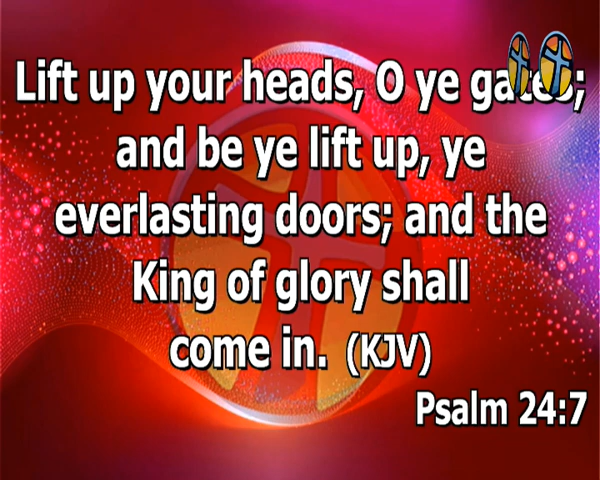 Lift up your heads, O ye gates;
and be ye lift up, ye
everlasting doors; and the
King of glory shall
come in. (KJV)
Psalm 24:7